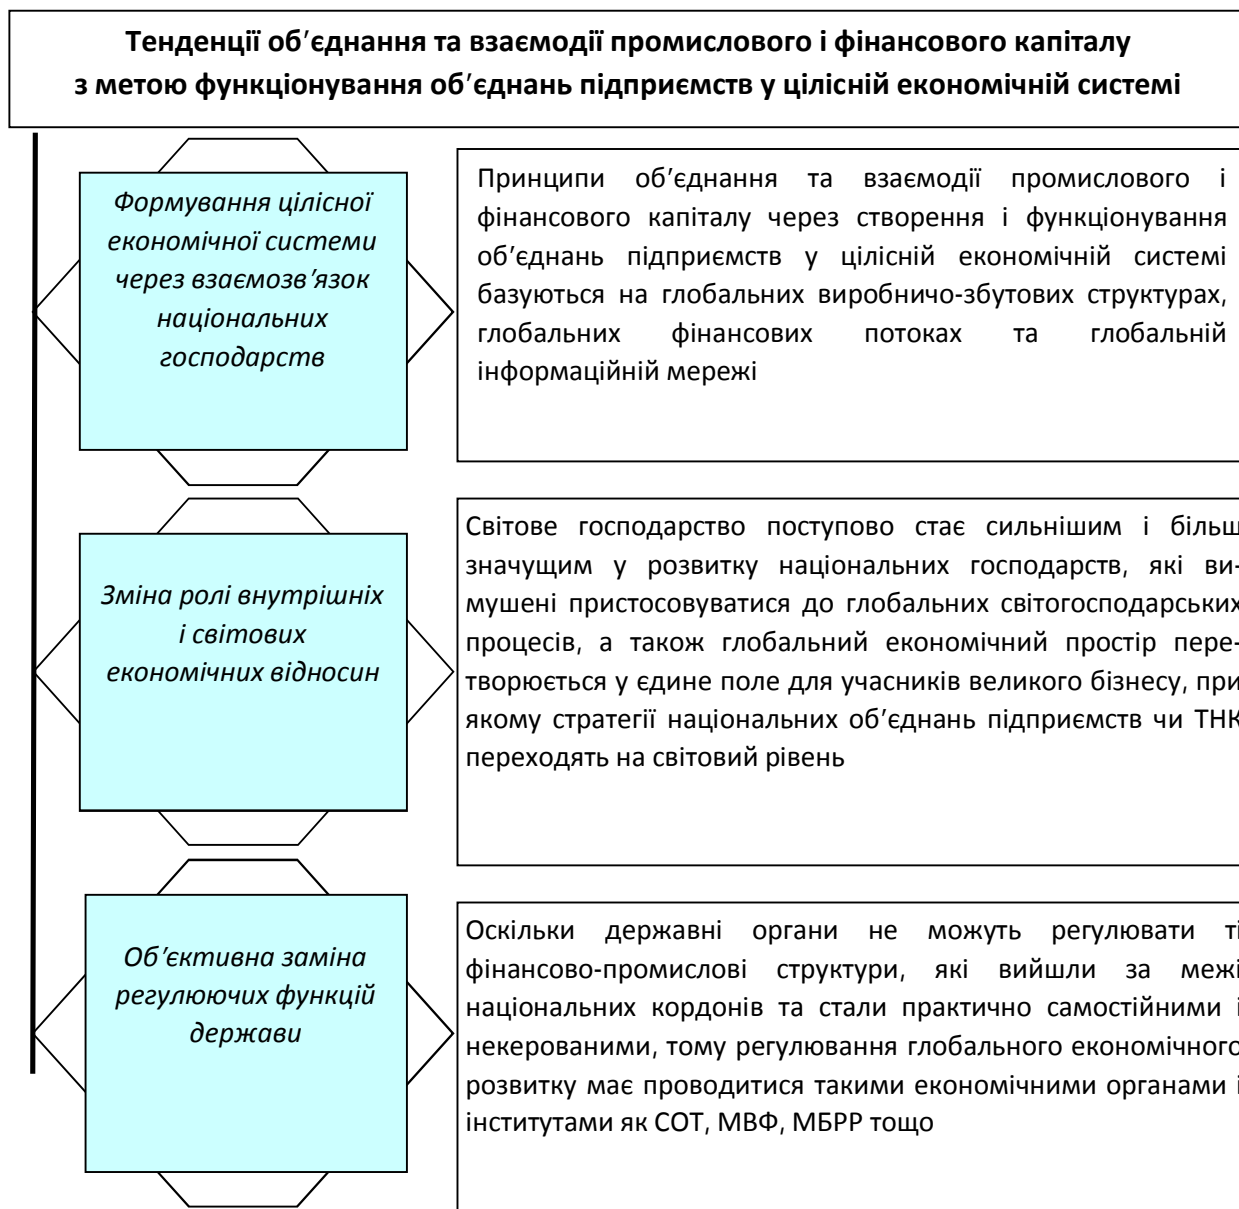 Тенденції об’єднання та взаємодії промислового і фінансового капіталу
з метою функціонування об’єднань підприємств у цілісній економічній системі
Формування цілісної
економічної системи
через взаємозв’язок
національних
господарств
Принципи об’єднання та взаємодії промислового і
фінансового капіталу через створення і функціонування
об’єднань підприємств у цілісній економічній системі
базуються на глобальних виробничо-збутових структурах,
глобальних фінансових потоках та глобальній
інформаційній мережі
Зміна ролі внутрішніх
і світових
економічних відносин
Світове господарство поступово стає сильнішим і більш
значущим у розвитку національних господарств, які ви-
мушені пристосовуватися до глобальних світогосподарських
процесів, а також глобальний економічний простір пере-
творюється у єдине поле для учасників великого бізнесу, при
якому стратегії національних об’єднань підприємств чи ТНК
переходять на світовий рівень
Об’єктивна заміна
регулюючих функцій
держави
Оскільки державні органи не можуть регулювати ті
фінансово-промислові структури, які вийшли за межі
національних кордонів та стали практично самостійними і
некерованими, тому регулювання глобального економічного
розвитку має проводитися такими економічними органами і
інститутами як СОТ, МВФ, МБРР тощо